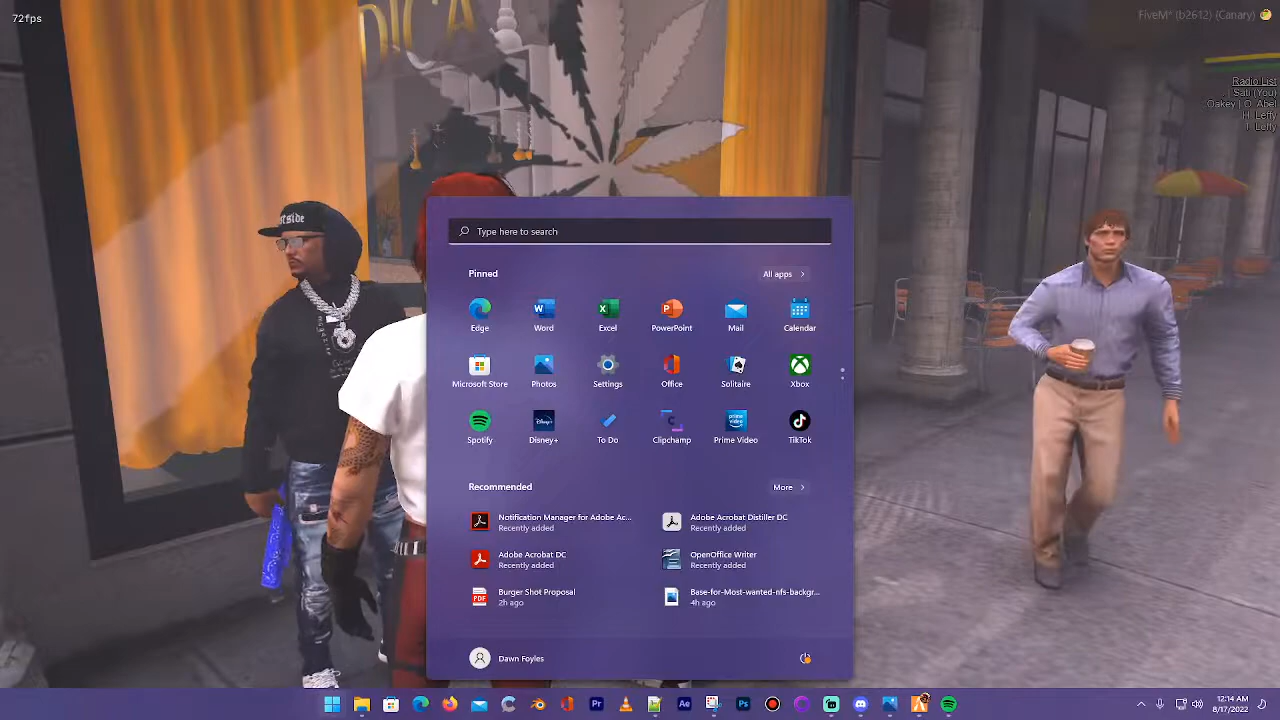 72fps
FiveM* (b2612) (Canary)
Radio List
Oakey
Type here to search
Pinned
All apps
Edge
Word
Excel
PowerPoint
Mail
Calendar
Microsoft Store
Photos
Settings
Office
Solitaire
Xbox
Spotify
Disney+
To Do
Clipchamp
Prime Video
TikTok
Recommended
More
Notification Manager for Adobe Ac...
Recently added
Adobe Acrobat Distiller DC
Recently added
Adobe Acrobat DC
Recently added
OpenOffice Writer
Recently added
Burger Shot Proposal
2h ago
Base-for-Most-wanted-nfs-backgr...
4h ago
Dawn Foyles
12:14 AM
8/17/2022